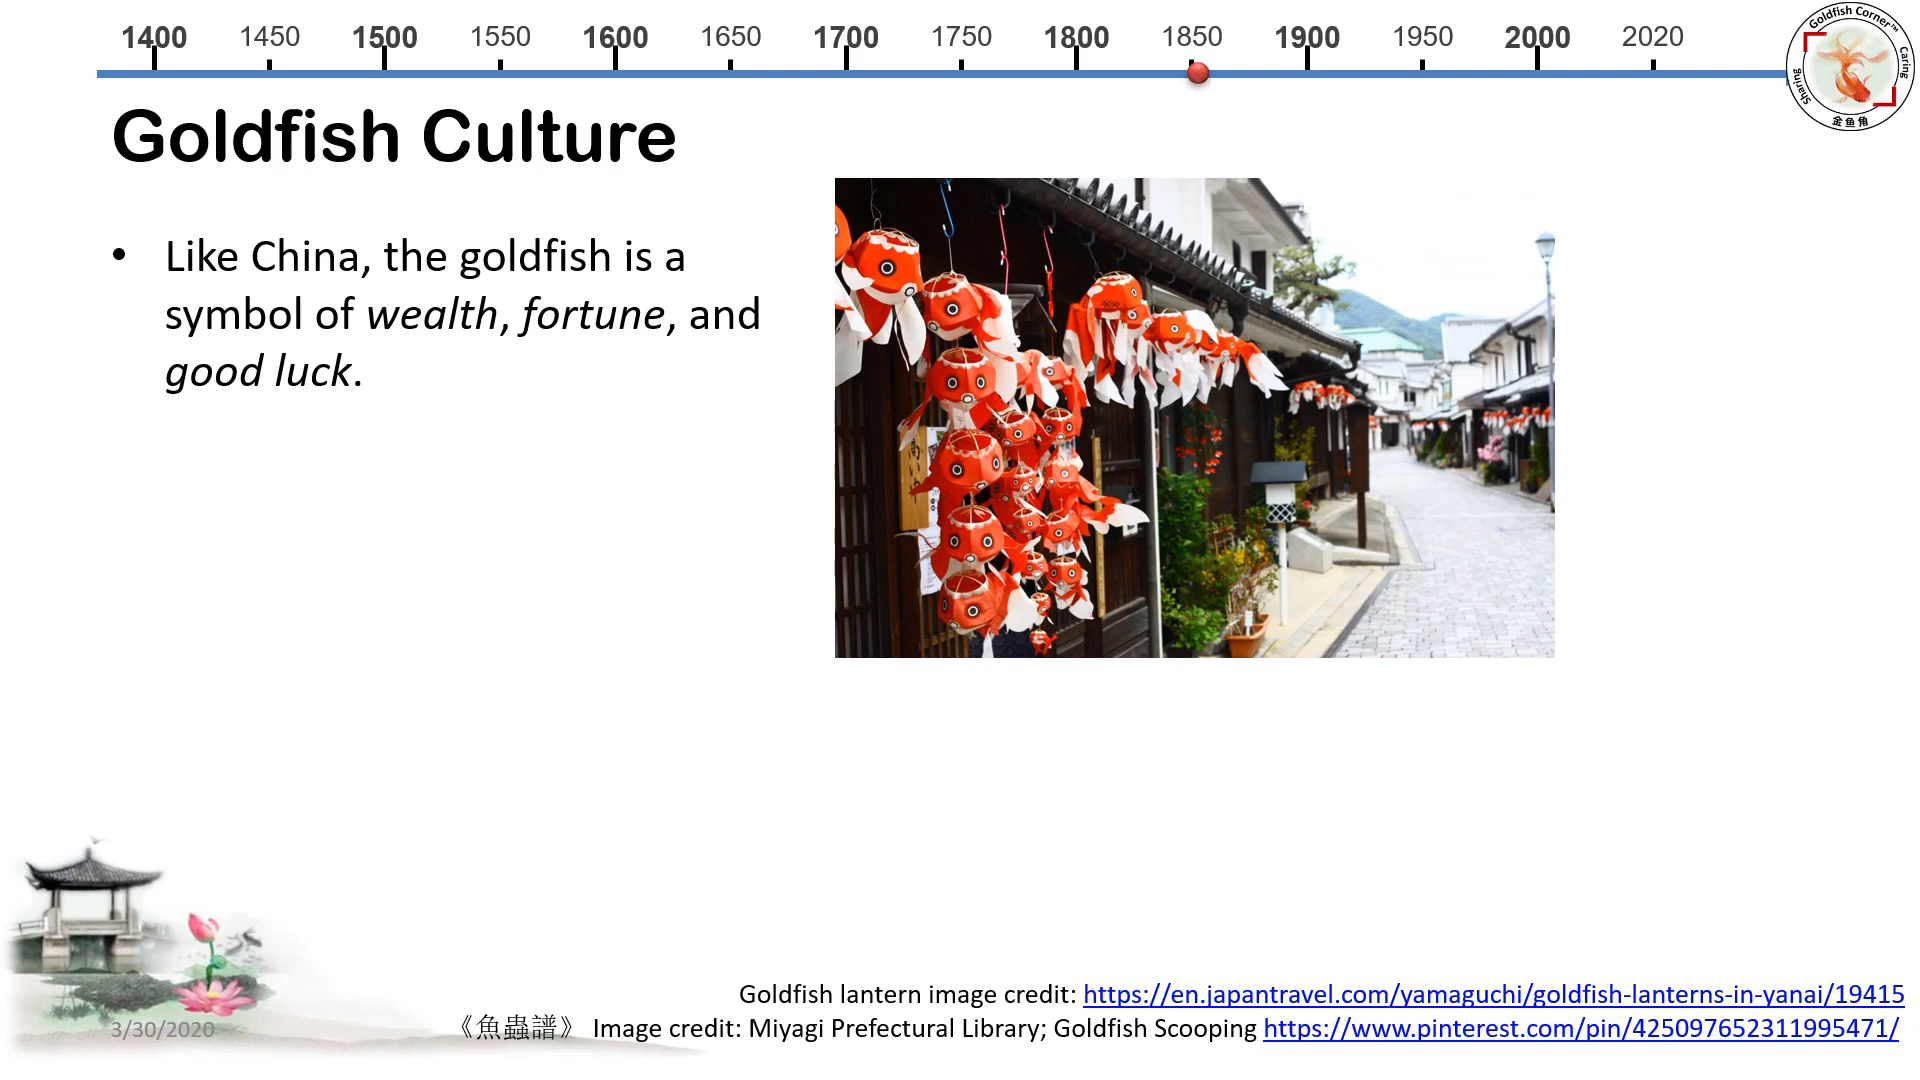 1400 1450 1500 1550 1600 1650 1700 1750 1800 1850 1900 1950 2000 2020
Goldfish Corner™
Caring
Sharing
金鱼角
Goldfish Culture
• Like China, the goldfish is a
symbol of wealth, fortune, and
good luck.
Goldfish lantern image credit: https://en.japantravel.com/yamaguchi/goldfish-lanterns-in-yanai/19415
3/30/2020
《魚蟲譜》 Image credit: Miyagi Prefectural Library; Goldfish Scooping https://www.pinterest.com/pin/425097652311995471/